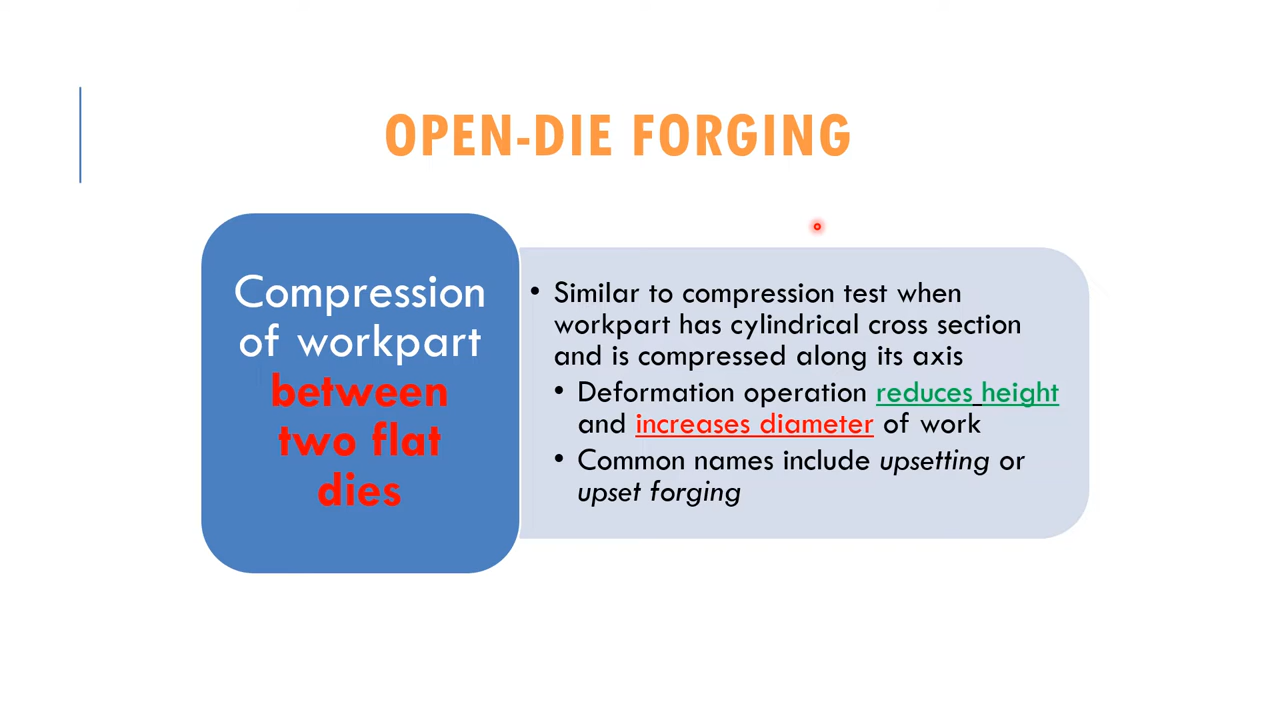 OPEN-DIE FORGING
Compression
of workpart
between
two flat
dies
• Similar to compression test when
workpart has cylindrical cross section
and is compressed along its axis
• Deformation operation reduces height
and increases diameter of work
• Common names include upsetting or
upset forging